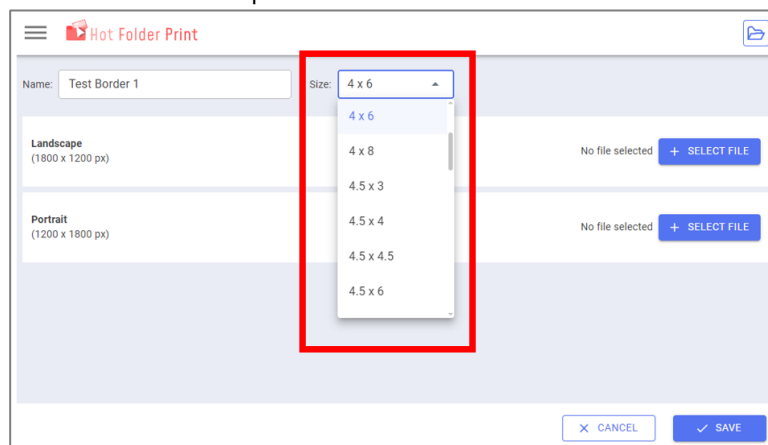 Hot Folder Print
Name: Test Border 1 Size: 4 x 6
4 x 6
4 x 8
4.5 x 3
4.5 x 4
4.5 x 4.5
4.5 x 6
Landscape
(1800 x 1200 px)
No file selected + SELECT FILE
Portrait
(1200 x 1800 px)
No file selected + SELECT FILE
CANCEL SAVE